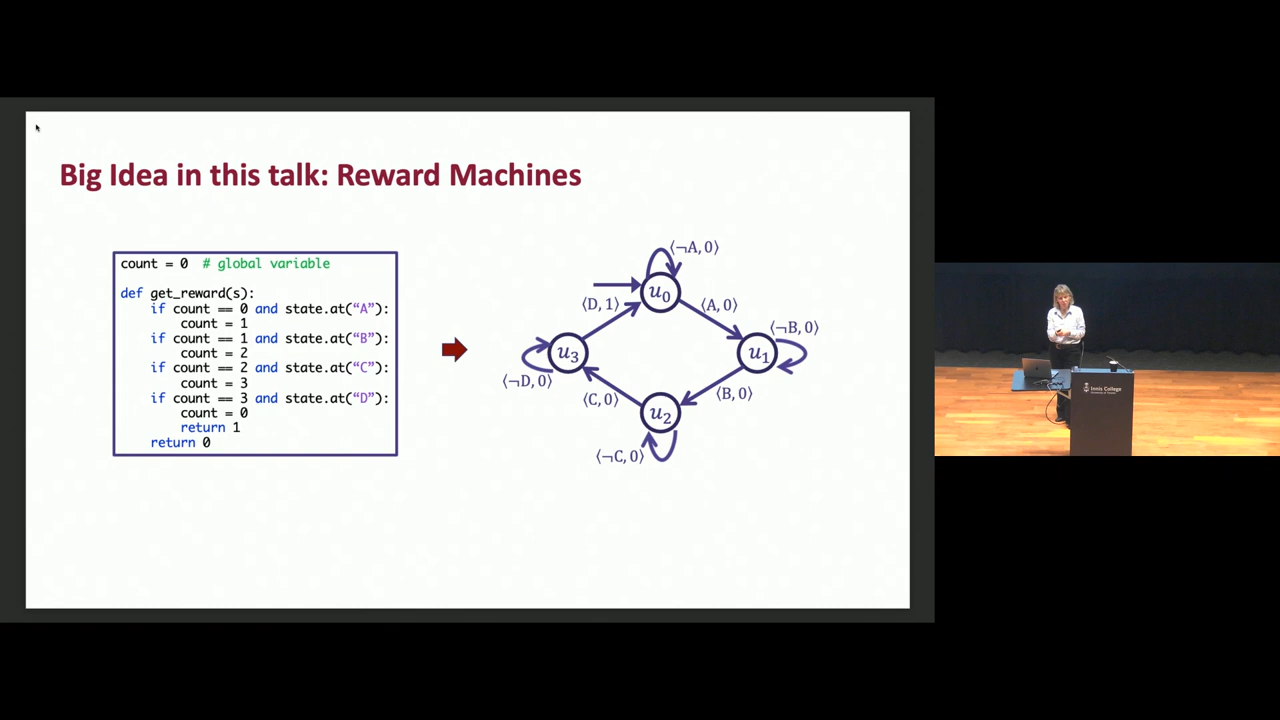 Big Idea in this talk: Reward Machines
count = 0  # global variable
def get_reward(s):
if count == 0 and state.at(“A”):
count = 1
if count == 1 and state.at(“B”):
count = 2
if count == 2 and state.at(“C”):
count = 3
if count == 3 and state.at(“D”):
count = 0
return 1
return 0
⟨¬A, 0⟩
u₀
⟨D, 1⟩
⟨A, 0⟩
⟨¬B, 0⟩
u₃
u₁
⟨¬D, 0⟩
⟨C, 0⟩
⟨B, 0⟩
u₂
⟨¬C, 0⟩
Innis College